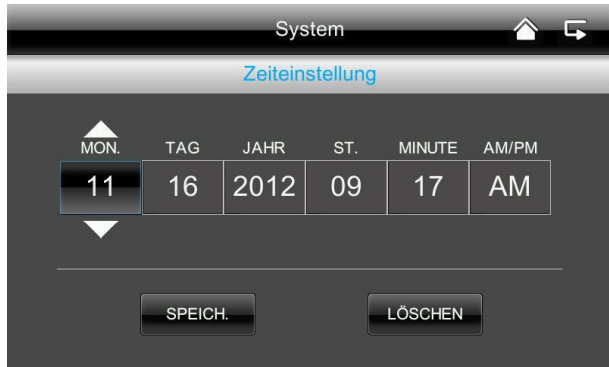 System
Zeiteinstellung
MON. TAG JAHR ST. MINUTE AM/PM
11 16 2012 09 17 AM
SPEICH. LÖSCHEN